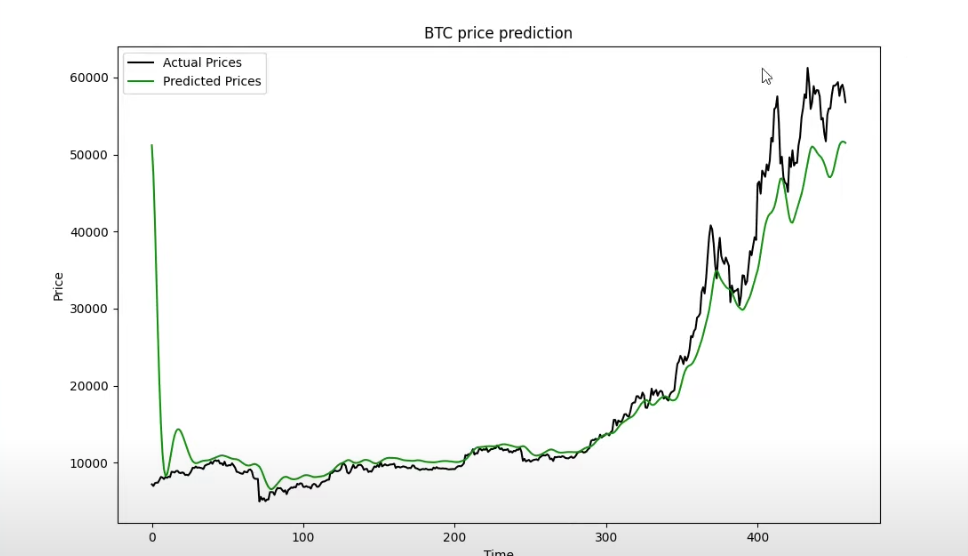 BTC price prediction
Actual Prices
Predicted Prices
60000
50000
40000
30000
20000
10000
Price
0 100 200 300 400
Time